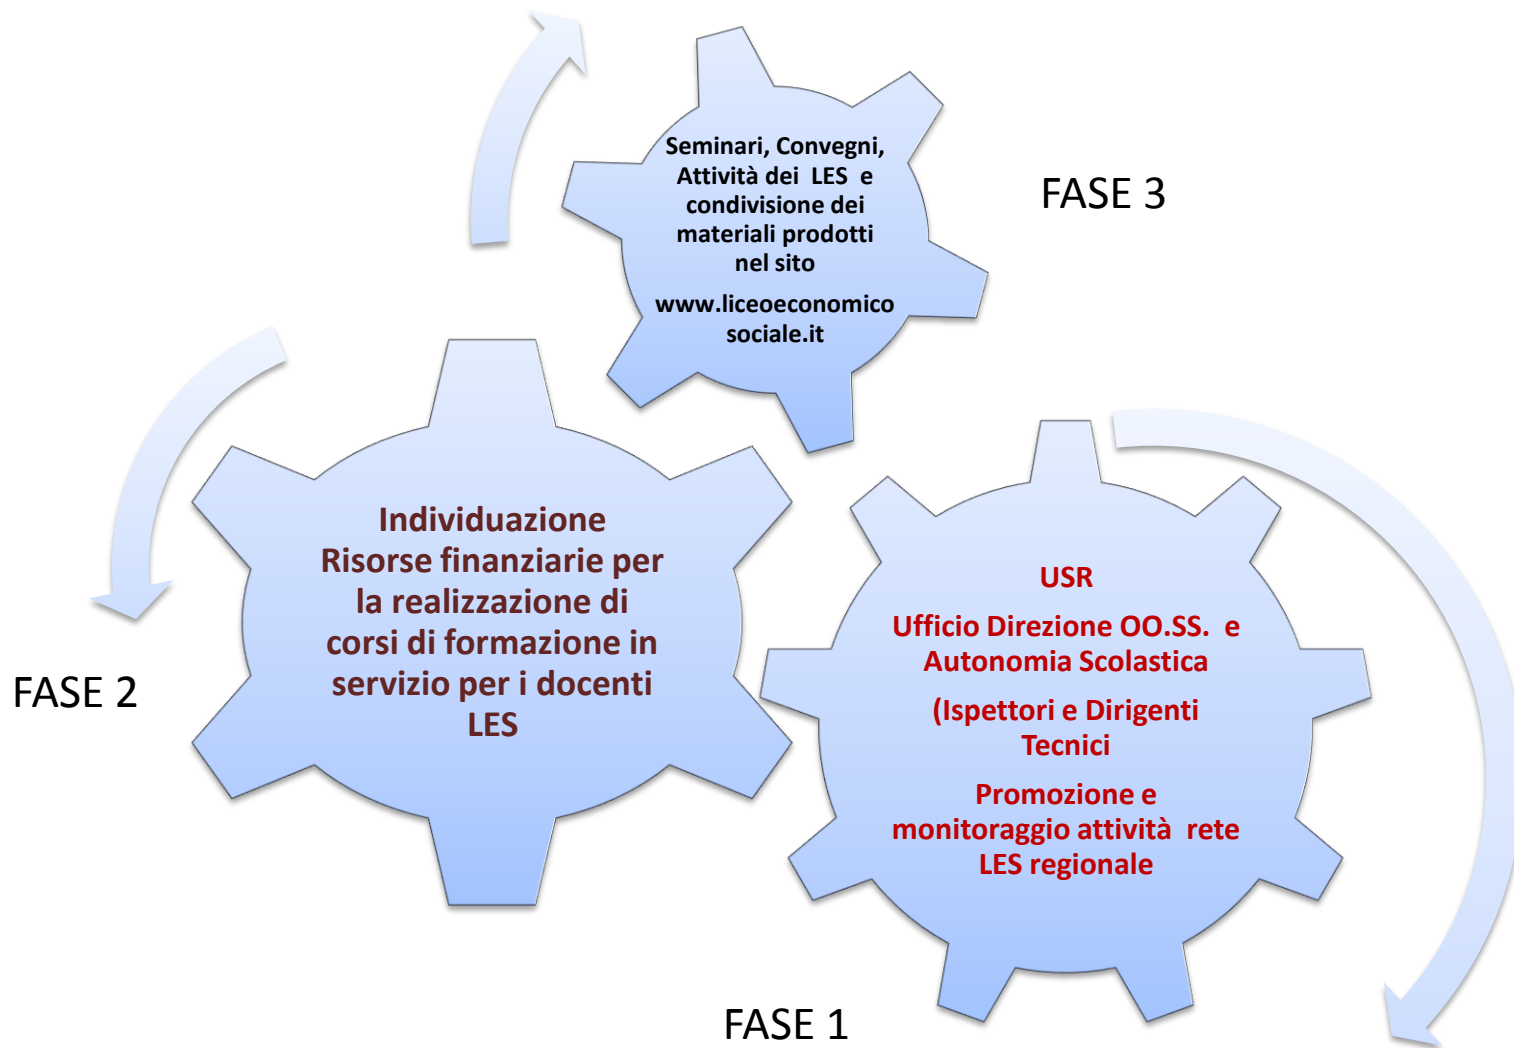 Seminari, Convegni,
Attività dei LES e
condivisione dei
materiali prodotti
nel sito
www.liceoeconomico
sociale.it
FASE 3
Individuazione
Risorse finanziarie per
la realizzazione di
corsi di formazione in
servizio per i docenti
LES
FASE 2
USR
Ufficio Direzione OO.SS. e
Autonomia Scolastica
(Ispettori e Dirigenti
Tecnici
Promozione e
monitoraggio attività rete
LES regionale
FASE 1